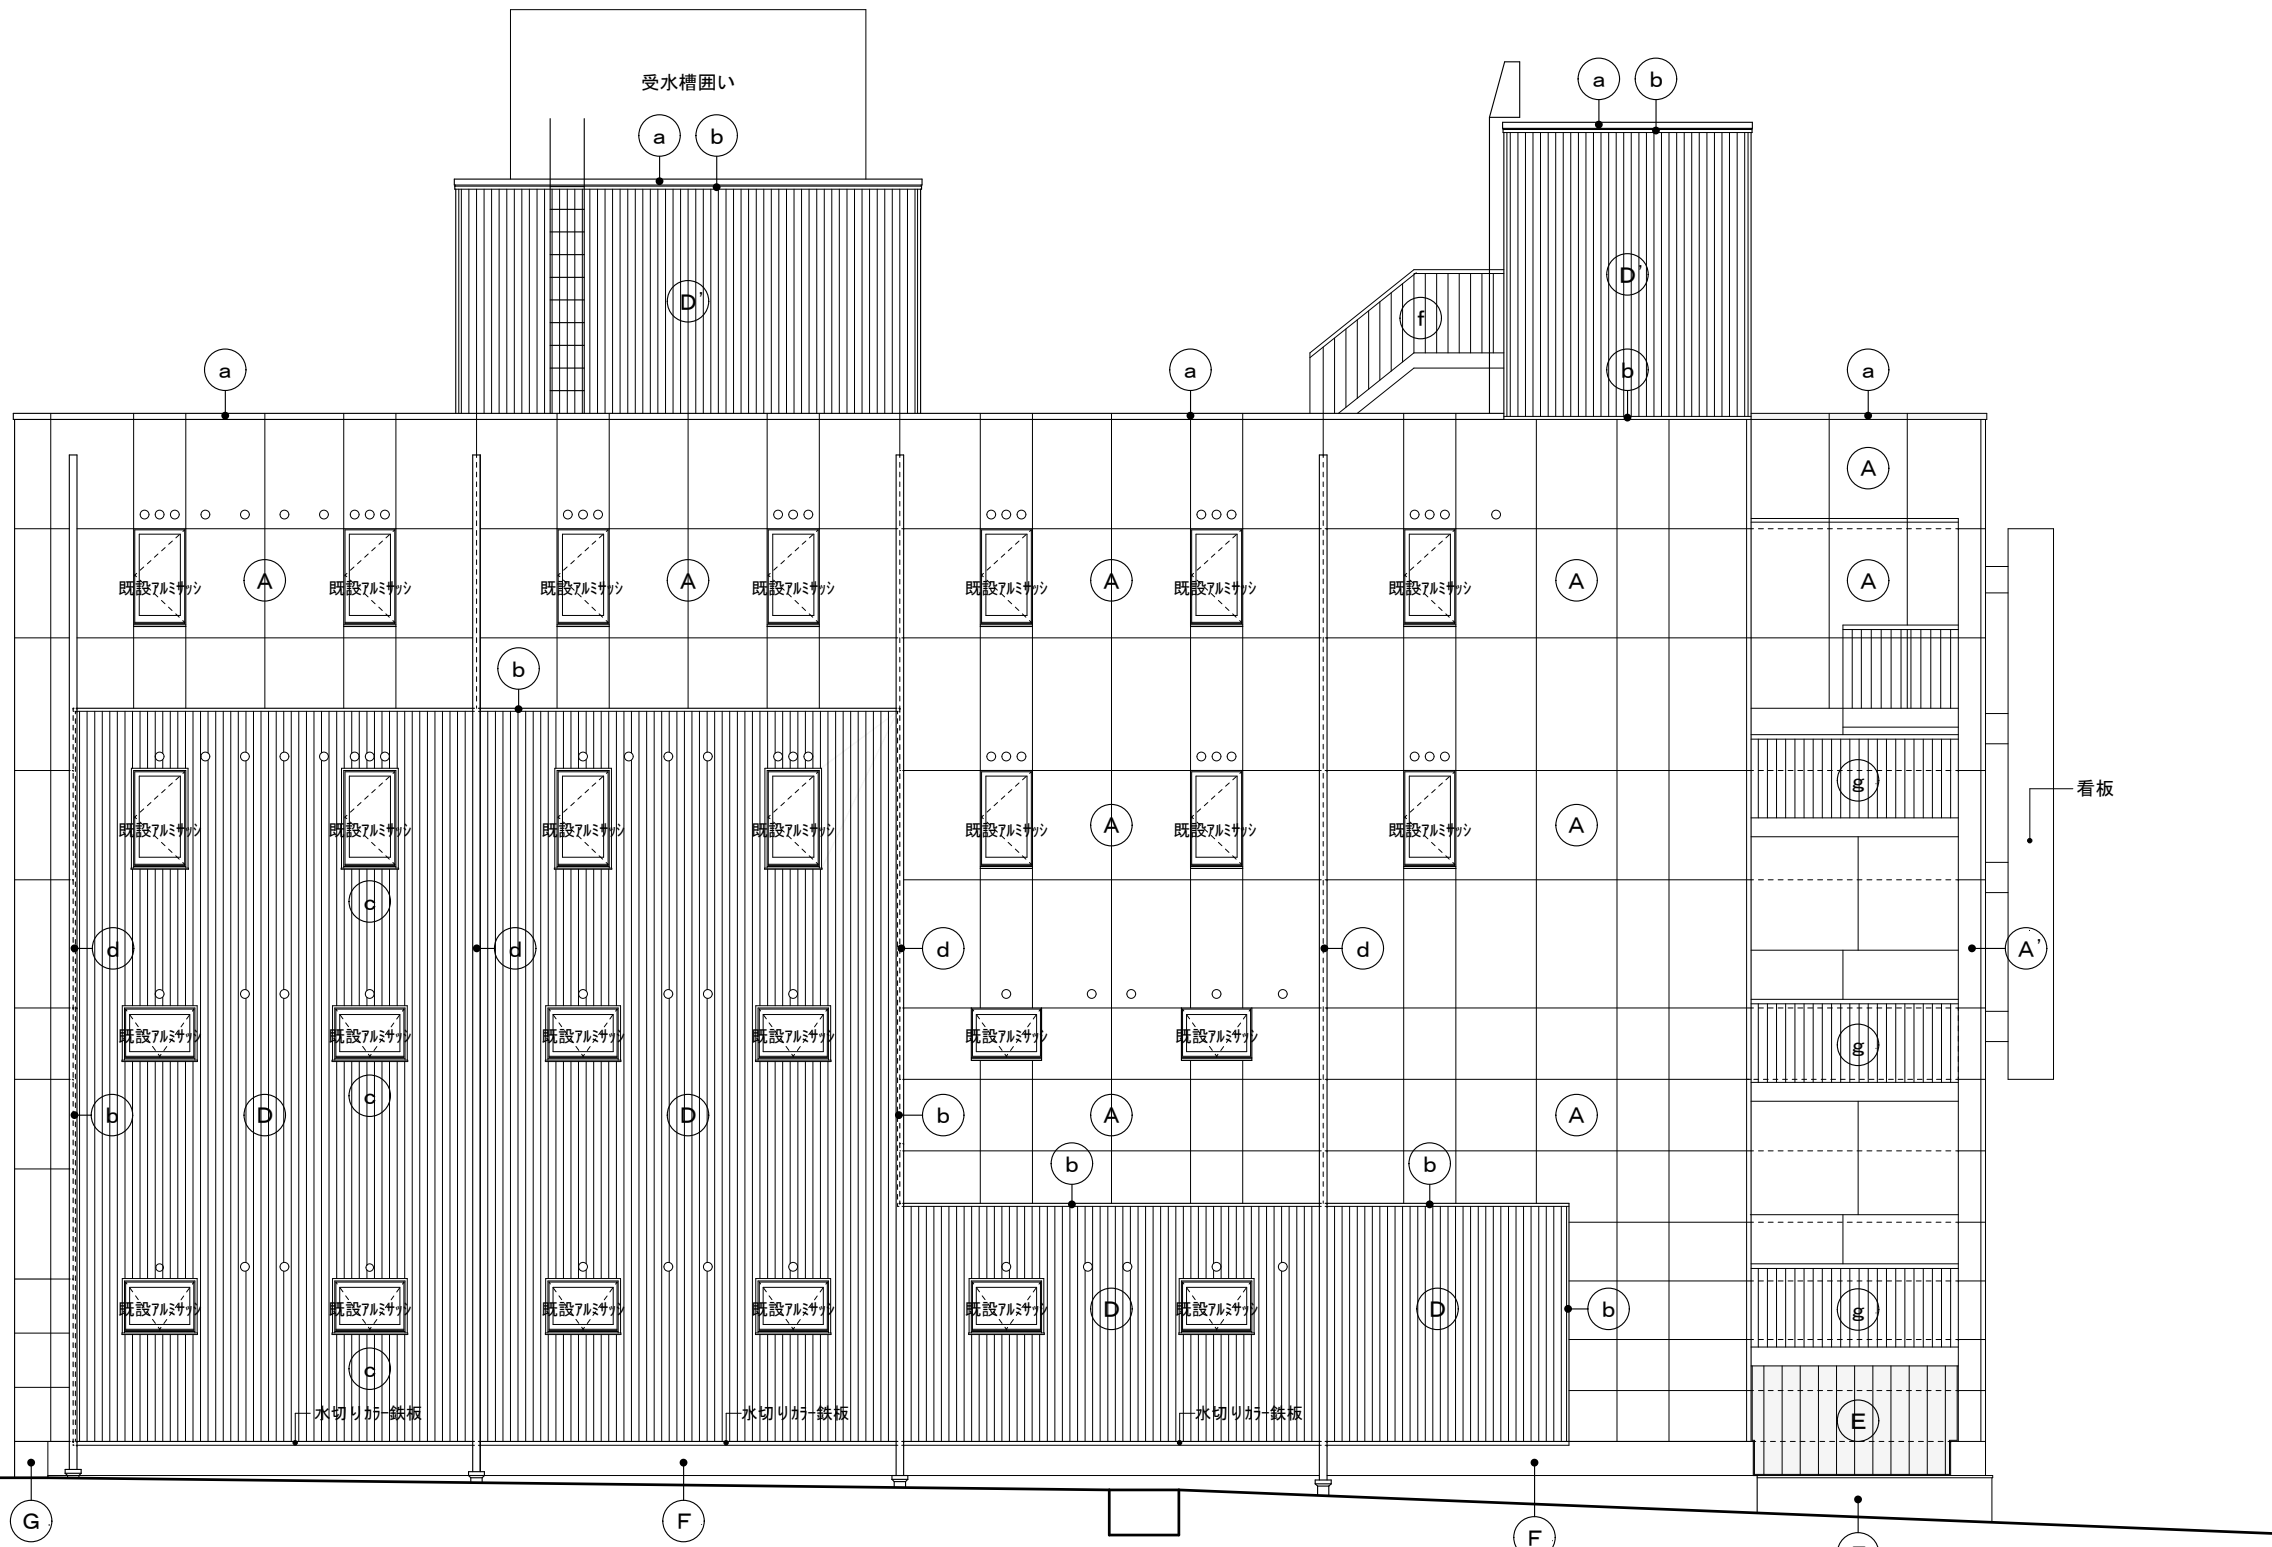 受水槽囲い
a b
a b
D'
D'
f
b
a
a
a
A
既設アルミサッシ A 既設アルミサッシ 既設アルミサッシ A 既設アルミサッシ 既設アルミサッシ A 既設アルミサッシ 既設アルミサッシ A A
b
g
看板
既設アルミサッシ 既設アルミサッシ 既設アルミサッシ 既設アルミサッシ 既設アルミサッシ A 既設アルミサッシ 既設アルミサッシ A
c
d d d d A'
既設アルミサッシ 既設アルミサッシ 既設アルミサッシ 既設アルミサッシ 既設アルミサッシ 既設アルミサッシ g
c
b D D b A A
b b
既設アルミサッシ 既設アルミサッシ 既設アルミサッシ 既設アルミサッシ 既設アルミサッシ D 既設アルミサッシ D b g
c
水切りカラー鉄板 水切りカラー鉄板 水切りカラー鉄板
E
G F F